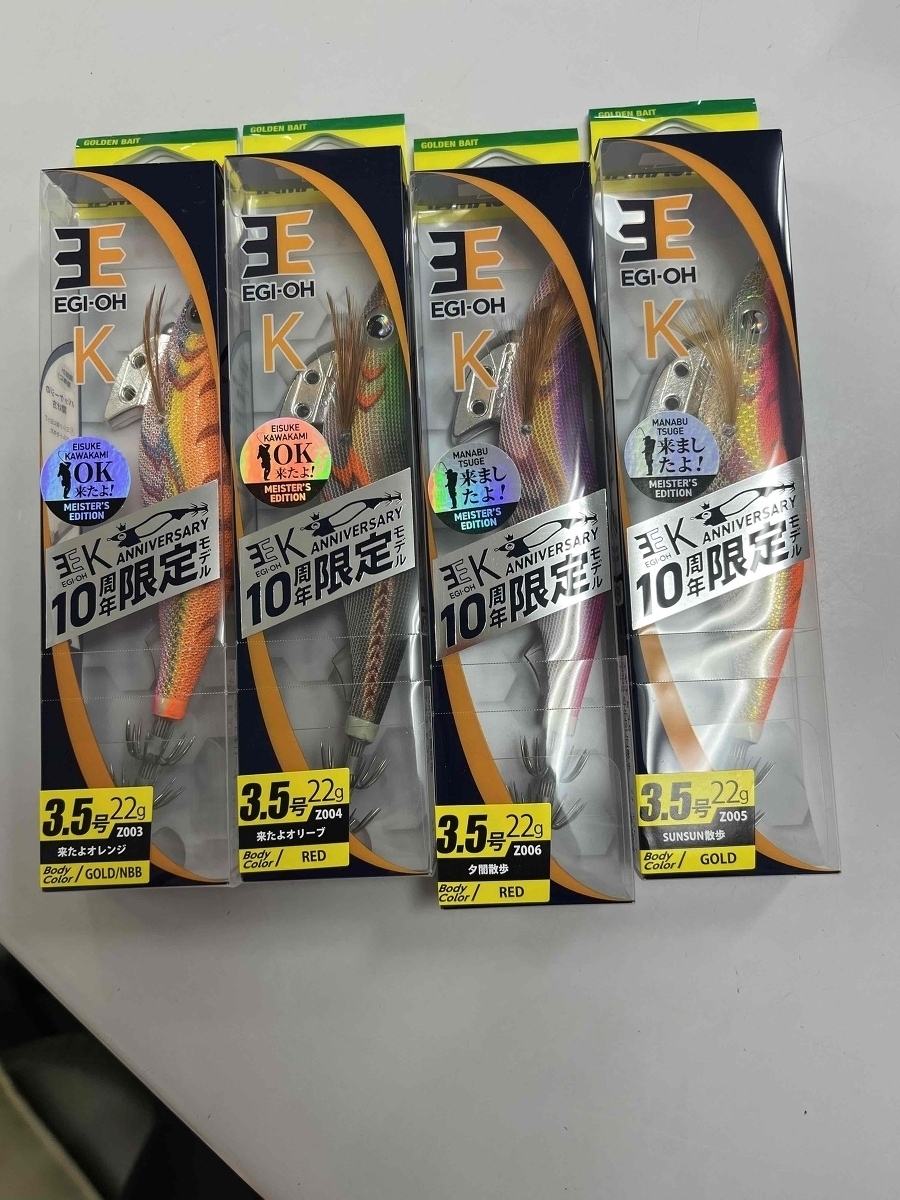 GOLDEN BAIT
EGI-OH
K
EISUKE
KAWAKAMI
OK
来たよ!
MEISTER'S
EDITION
EGI-OH K ANNIVERSARY
10周年限定モデル
3.5号 22g
Z003
来たよオレンジ
Body Color / GOLD/NBB
GOLDEN BAIT
EGI-OH
K
EISUKE
KAWAKAMI
OK
来たよ!
MEISTER'S
EDITION
EGI-OH K ANNIVERSARY
10周年限定モデル
3.5号 22g
Z004
来たよオリーブ
Body Color / RED
GOLDEN BAIT
EGI-OH
K
MANABU
TSUGE
来まし
たよ!
MEISTER'S
EDITION
EGI-OH K ANNIVERSARY
10周年限定モデル
3.5号 22g
Z006
夕闇散歩
Body Color / RED
GOLDEN BAIT
EGI-OH
K
MANABU
TSUGE
来まし
たよ!
MEISTER'S
EDITION
EGI-OH K ANNIVERSARY
10周年限定モデル
3.5号 22g
Z005
SUNSUN散歩
Body Color / GOLD